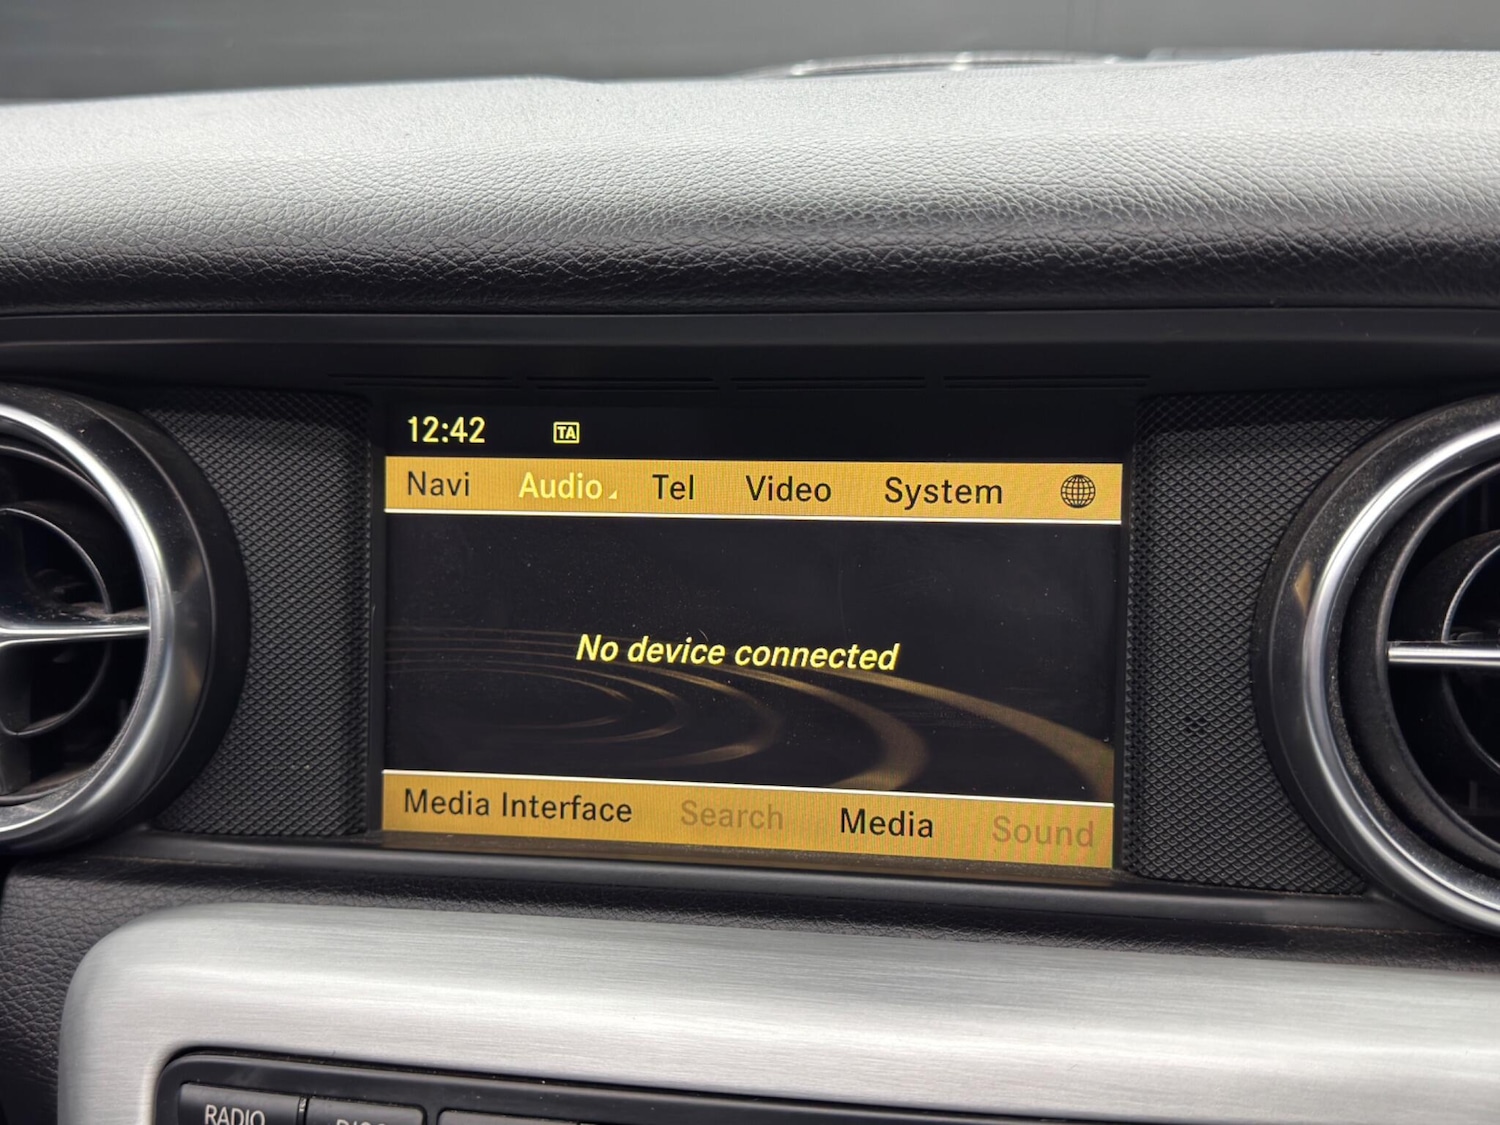 12:42 TA
Navi Audio Tel Video System
No device connected
Media Interface Search Media Sound
RADIO